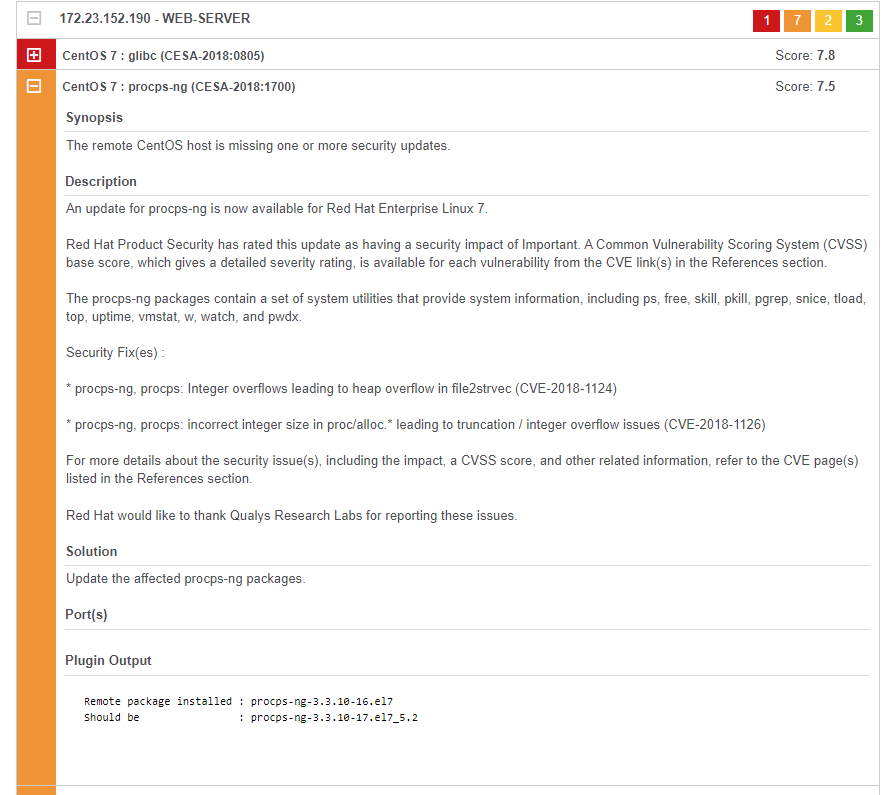 172.23.152.190 - WEB-SERVER
1 7 2 3
CentOS 7 : glibc (CESA-2018:0805) Score: 7.8
CentOS 7 : procps-ng (CESA-2018:1700) Score: 7.5
Synopsis
The remote CentOS host is missing one or more security updates.
Description
An update for procps-ng is now available for Red Hat Enterprise Linux 7.
Red Hat Product Security has rated this update as having a security impact of Important. A Common Vulnerability Scoring System (CVSS)
base score, which gives a detailed severity rating, is available for each vulnerability from the CVE link(s) in the References section.
The procps-ng packages contain a set of system utilities that provide system information, including ps, free, skill, pkill, pgrep, snice, tload,
top, uptime, vmstat, w, watch, and pwdx.
Security Fix(es) :
* procps-ng, procps: Integer overflows leading to heap overflow in file2strvec (CVE-2018-1124)
* procps-ng, procps: incorrect integer size in proc/alloc.* leading to truncation / integer overflow issues (CVE-2018-1126)
For more details about the security issue(s), including the impact, a CVSS score, and other related information, refer to the CVE page(s)
listed in the References section.
Red Hat would like to thank Qualys Research Labs for reporting these issues.
Solution
Update the affected procps-ng packages.
Port(s)
Plugin Output
Remote package installed : procps-ng-3.3.10-16.el7
Should be : procps-ng-3.3.10-17.el7_5.2